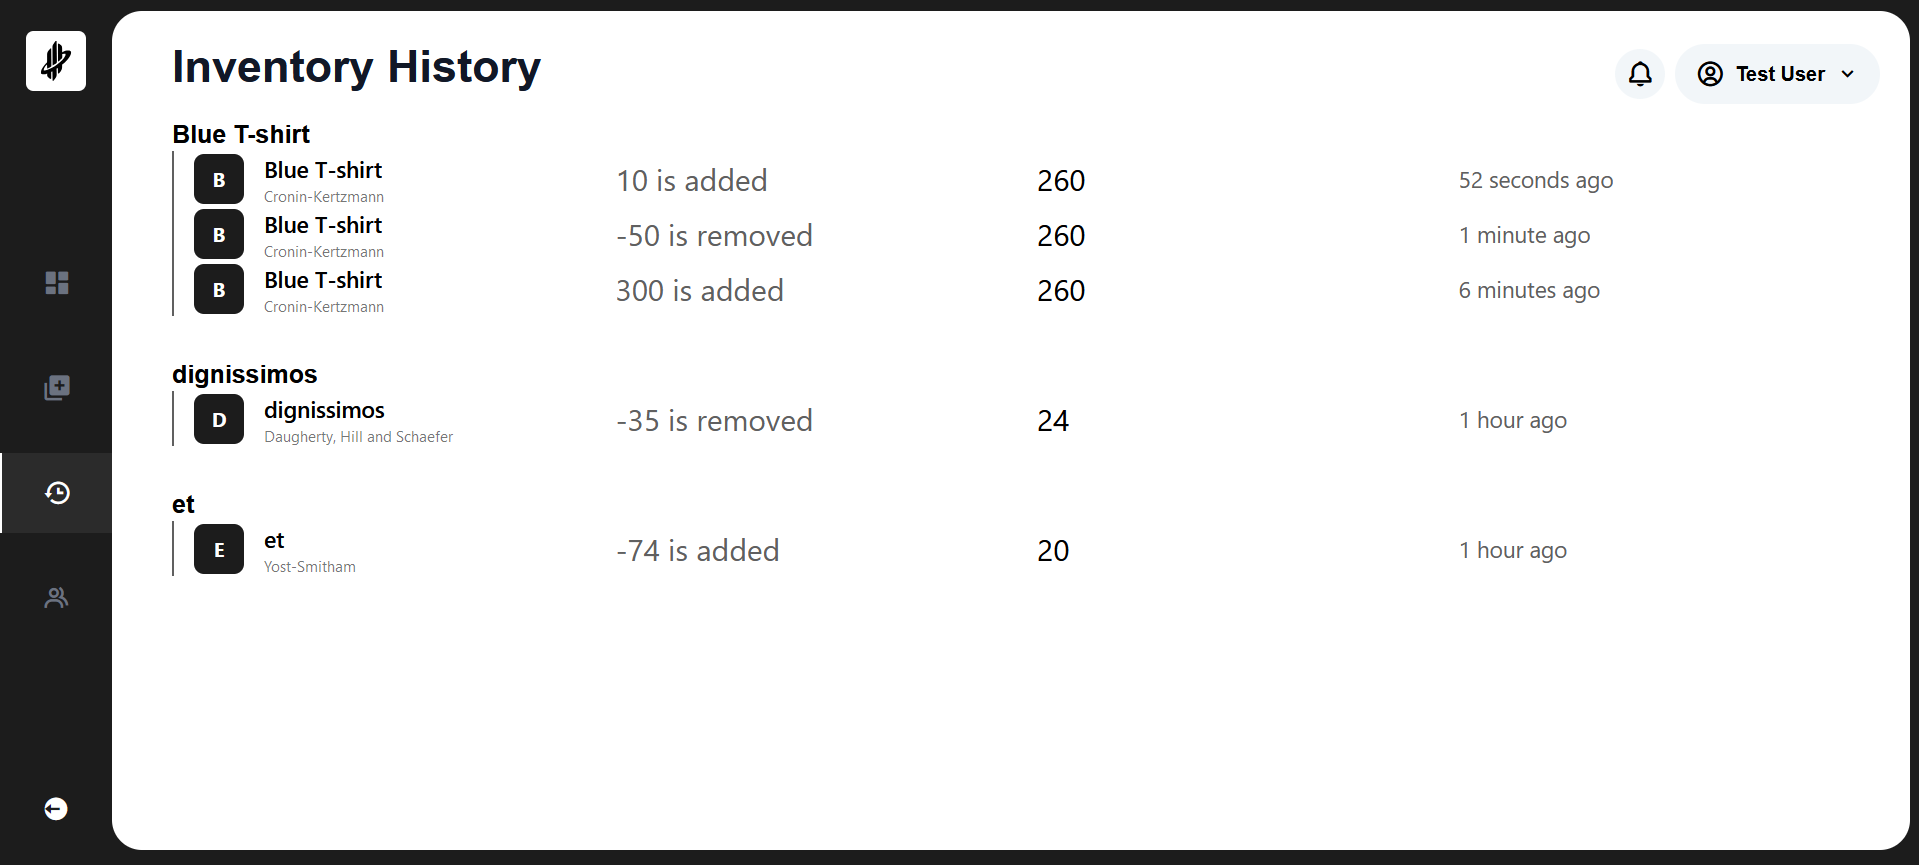 Inventory History
Test User
Blue T-shirt
B Blue T-shirt 10 is added 260 52 seconds ago
Cronin-Kertzmann
B Blue T-shirt -50 is removed 260 1 minute ago
Cronin-Kertzmann
B Blue T-shirt 300 is added 260 6 minutes ago
Cronin-Kertzmann
dignissimos
D dignissimos -35 is removed 24 1 hour ago
Daugherty, Hill and Schaefer
et
E et -74 is added 20 1 hour ago
Yost-Smitham